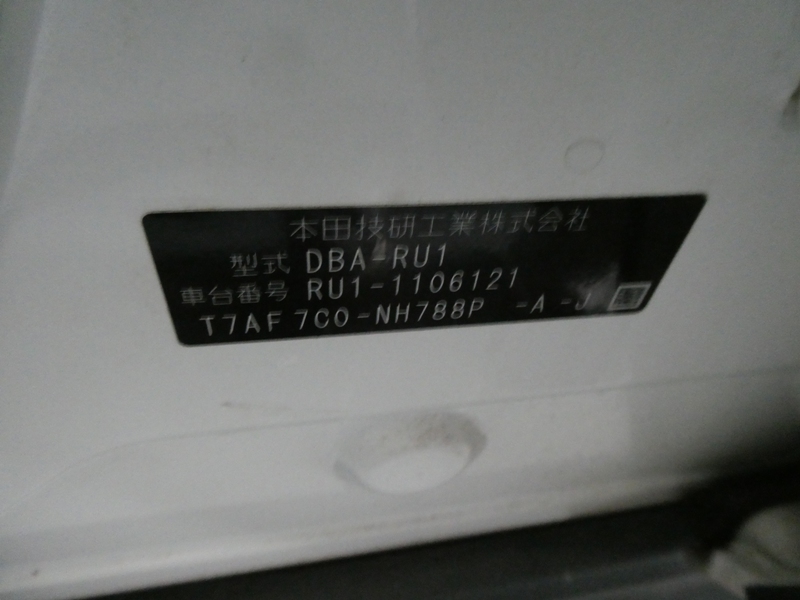 本田技研工業株式会社
型式 DBA-RU1
車台番号 RU1-1106121
T7AF 7C0-NH788P -A -J